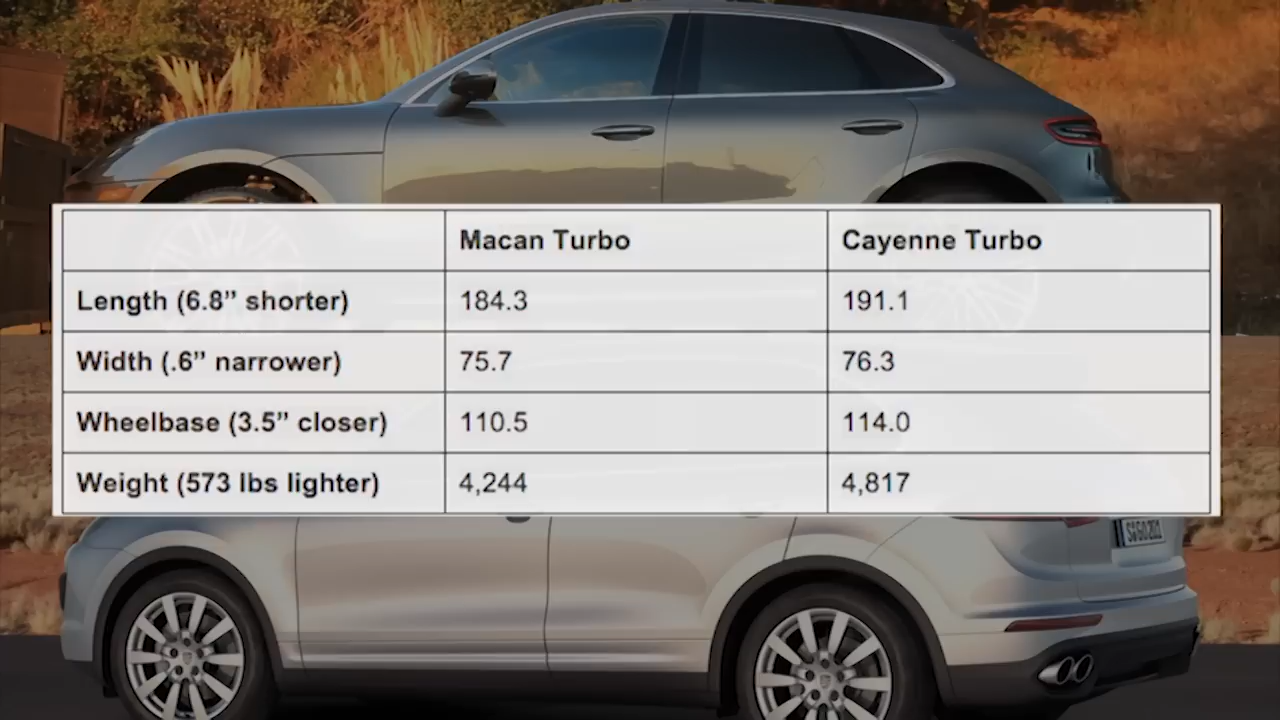 Macan Turbo Cayenne Turbo
Length (6.8” shorter) 184.3 191.1
Width (.6” narrower) 75.7 76.3
Wheelbase (3.5” closer) 110.5 114.0
Weight (573 lbs lighter) 4,244 4,817